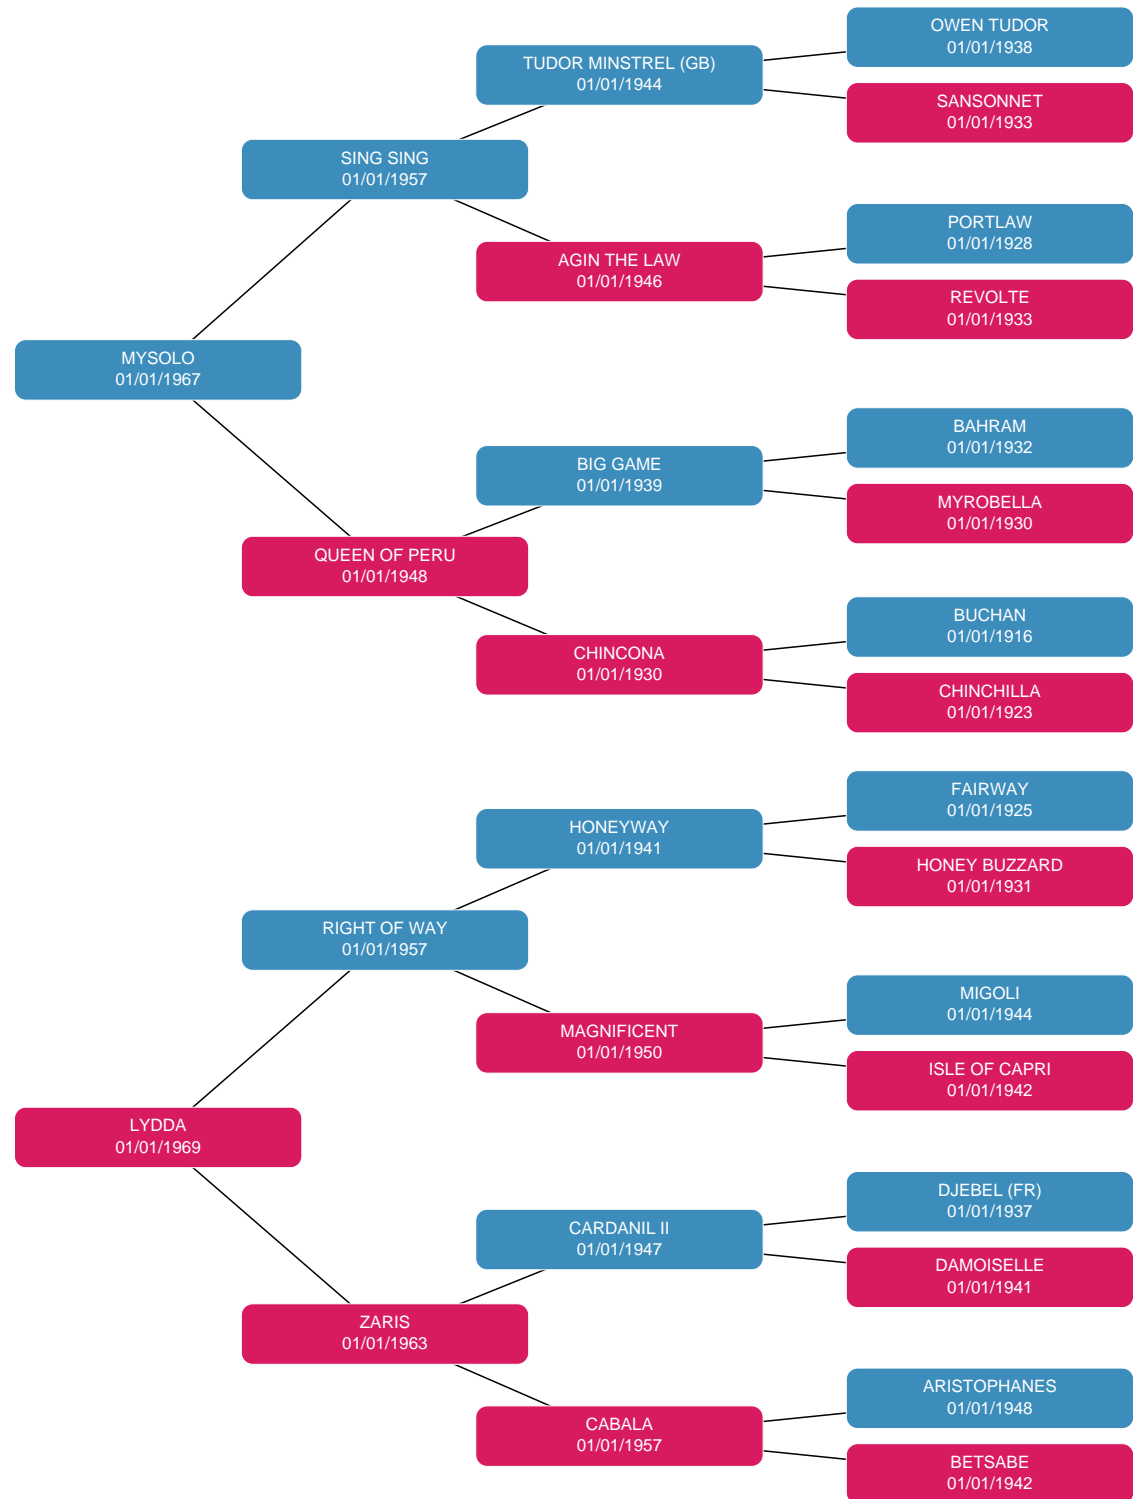 OWEN TUDOR
01/01/1938
TUDOR MINSTREL (GB)
01/01/1944
SANSONNET
01/01/1933
SING SING
01/01/1957
PORTLAW
01/01/1928
AGIN THE LAW
01/01/1946
REVOLTE
01/01/1933
MYSOLO
01/01/1967
BAHRAM
01/01/1932
BIG GAME
01/01/1939
MYROBELLA
01/01/1930
QUEEN OF PERU
01/01/1948
BUCHAN
01/01/1916
CHINCONA
01/01/1930
CHINCHILLA
01/01/1923
FAIRWAY
01/01/1925
HONEYWAY
01/01/1941
HONEY BUZZARD
01/01/1931
RIGHT OF WAY
01/01/1957
MIGOLI
01/01/1944
MAGNIFICENT
01/01/1950
ISLE OF CAPRI
01/01/1942
LYDDA
01/01/1969
DJEBEL (FR)
01/01/1937
CARDANIL II
01/01/1947
DAMOISELLE
01/01/1941
ZARIS
01/01/1963
ARISTOPHANES
01/01/1948
CABALA
01/01/1957
BETSABE
01/01/1942